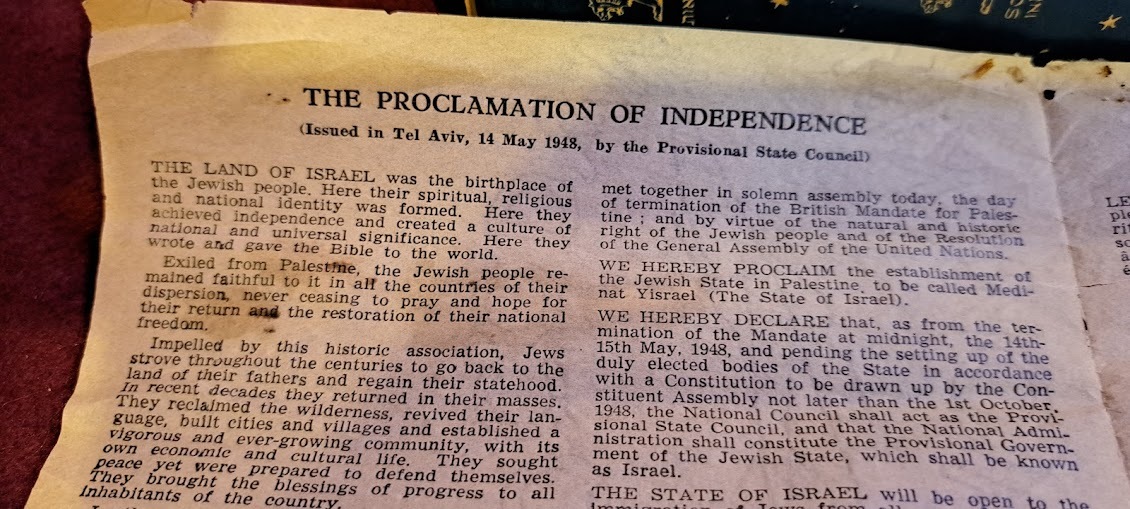 THE PROCLAMATION OF INDEPENDENCE
(Issued in Tel Aviv, 14 May 1948, by the Provisional State Council)
THE LAND OF ISRAEL was the birthplace of
the Jewish people. Here their spiritual, religious
and national identity was formed. Here they
achieved independence and created a culture of
national and universal significance. Here they
wrote and gave the Bible to the world.
Exiled from Palestine, the Jewish people re-
mained faithful to it in all the countries of their
dispersion, never ceasing to pray and hope for
their return and the restoration of their national
freedom.
Impelled by this historic association, Jews
strove throughout the centuries to go back to the
land of their fathers and regain their statehood.
In recent decades they returned in their masses.
They reclaimed the wilderness, revived their lan-
guage, built cities and villages and established a
vigorous and ever-growing community, with its
own economic and cultural life. They sought
peace yet were prepared to defend themselves.
They brought the blessings of progress to all
inhabitants of the country.
met together in solemn assembly today, the day
of termination of the British Mandate for Pales-
tine ; and by virtue of the natural and historic
right of the Jewish people and of the Resolution
of the General Assembly of the United Nations.
WE HEREBY PROCLAIM the establishment of
the Jewish State in Palestine, to be called Medi-
nat Yisrael (The State of Israel).
WE HEREBY DECLARE that, as from the ter-
mination of the Mandate at midnight, the 14th-
15th May, 1948, and pending the setting up of the
duly elected bodies of the State in accordance
with a Constitution to be drawn up by the Con-
stituent Assembly not later than the 1st October,
1948, the National Council shall act as the Provi-
sional State Council, and that the National Admi-
nistration shall constitute the Provisional Govern-
ment of the Jewish State, which shall be known
as Israel.
THE STATE OF ISRAEL will be open to the
immigration of Jews from all
LE
ple
rit